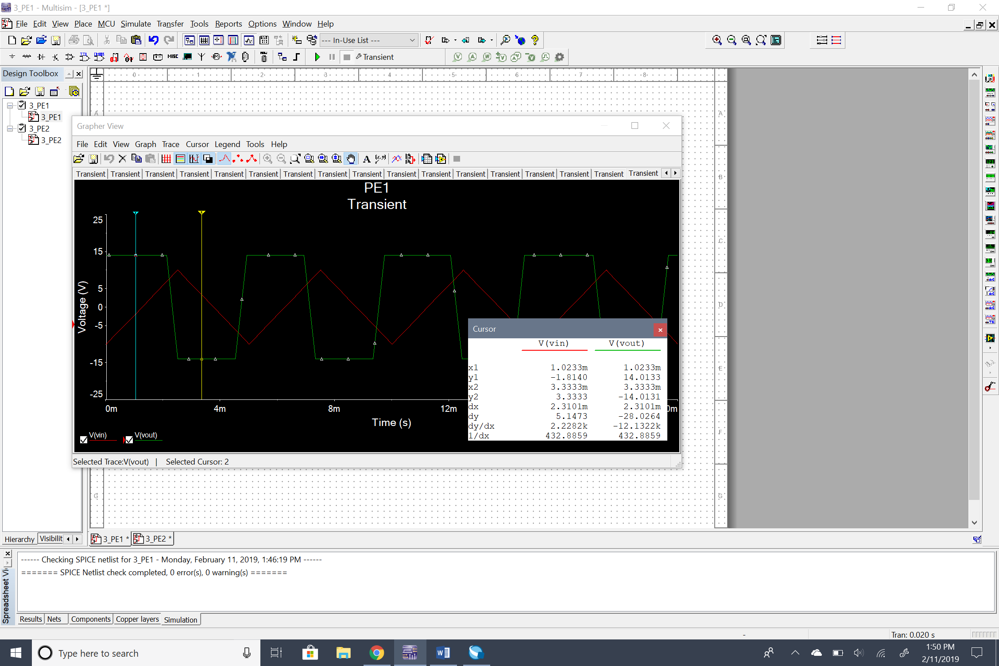 3_PE1 - Multisim - [3_PE1 *]
File Edit View Place MCU Simulate Transfer Tools Reports Options Window Help
--- In-Use List ---
Transient
Design Toolbox
0 1 2 3 4 5 6 7 8
3_PE1
3_PE1
3_PE2
3_PE2
A A
B
C
D
E
F
G G
Grapher View
File Edit View Graph Trace Cursor Legend Tools Help
Transient Transient Transient Transient Transient Transient Transient Transient Transient Transient Transient Transient Transient Transient Transient Transient Transient
PE1
Transient
25
15
5
0
-5
-15
-25
Voltage (V)
0m 4m 8m 12m 0m
Time (s)
V(vin) V(vout)
Cursor
V(vin) V(vout)
x1 1.0233m 1.0233m
y1 -1.8140 14.0133
x2 3.3333m 3.3333m
y2 3.3333 -14.0131
dx 2.3101m 2.3101m
dy 5.1473 -28.0264
dy/dx 2.2282k -12.1322k
1/dx 432.8859 432.8859
Selected Trace:V(vout) | Selected Cursor: 2
Hierarchy Visibilit
3_PE1 * 3_PE2 *
Spreadsheet Vi
------ Checking SPICE netlist for 3_PE1 - Monday, February 11, 2019, 1:46:19 PM ------
======= SPICE Netlist check completed, 0 error(s), 0 warning(s) =======
Results Nets Components Copper layers Simulation
- Tran: 0.020 s
Type here to search
1:50 PM
2/11/2019